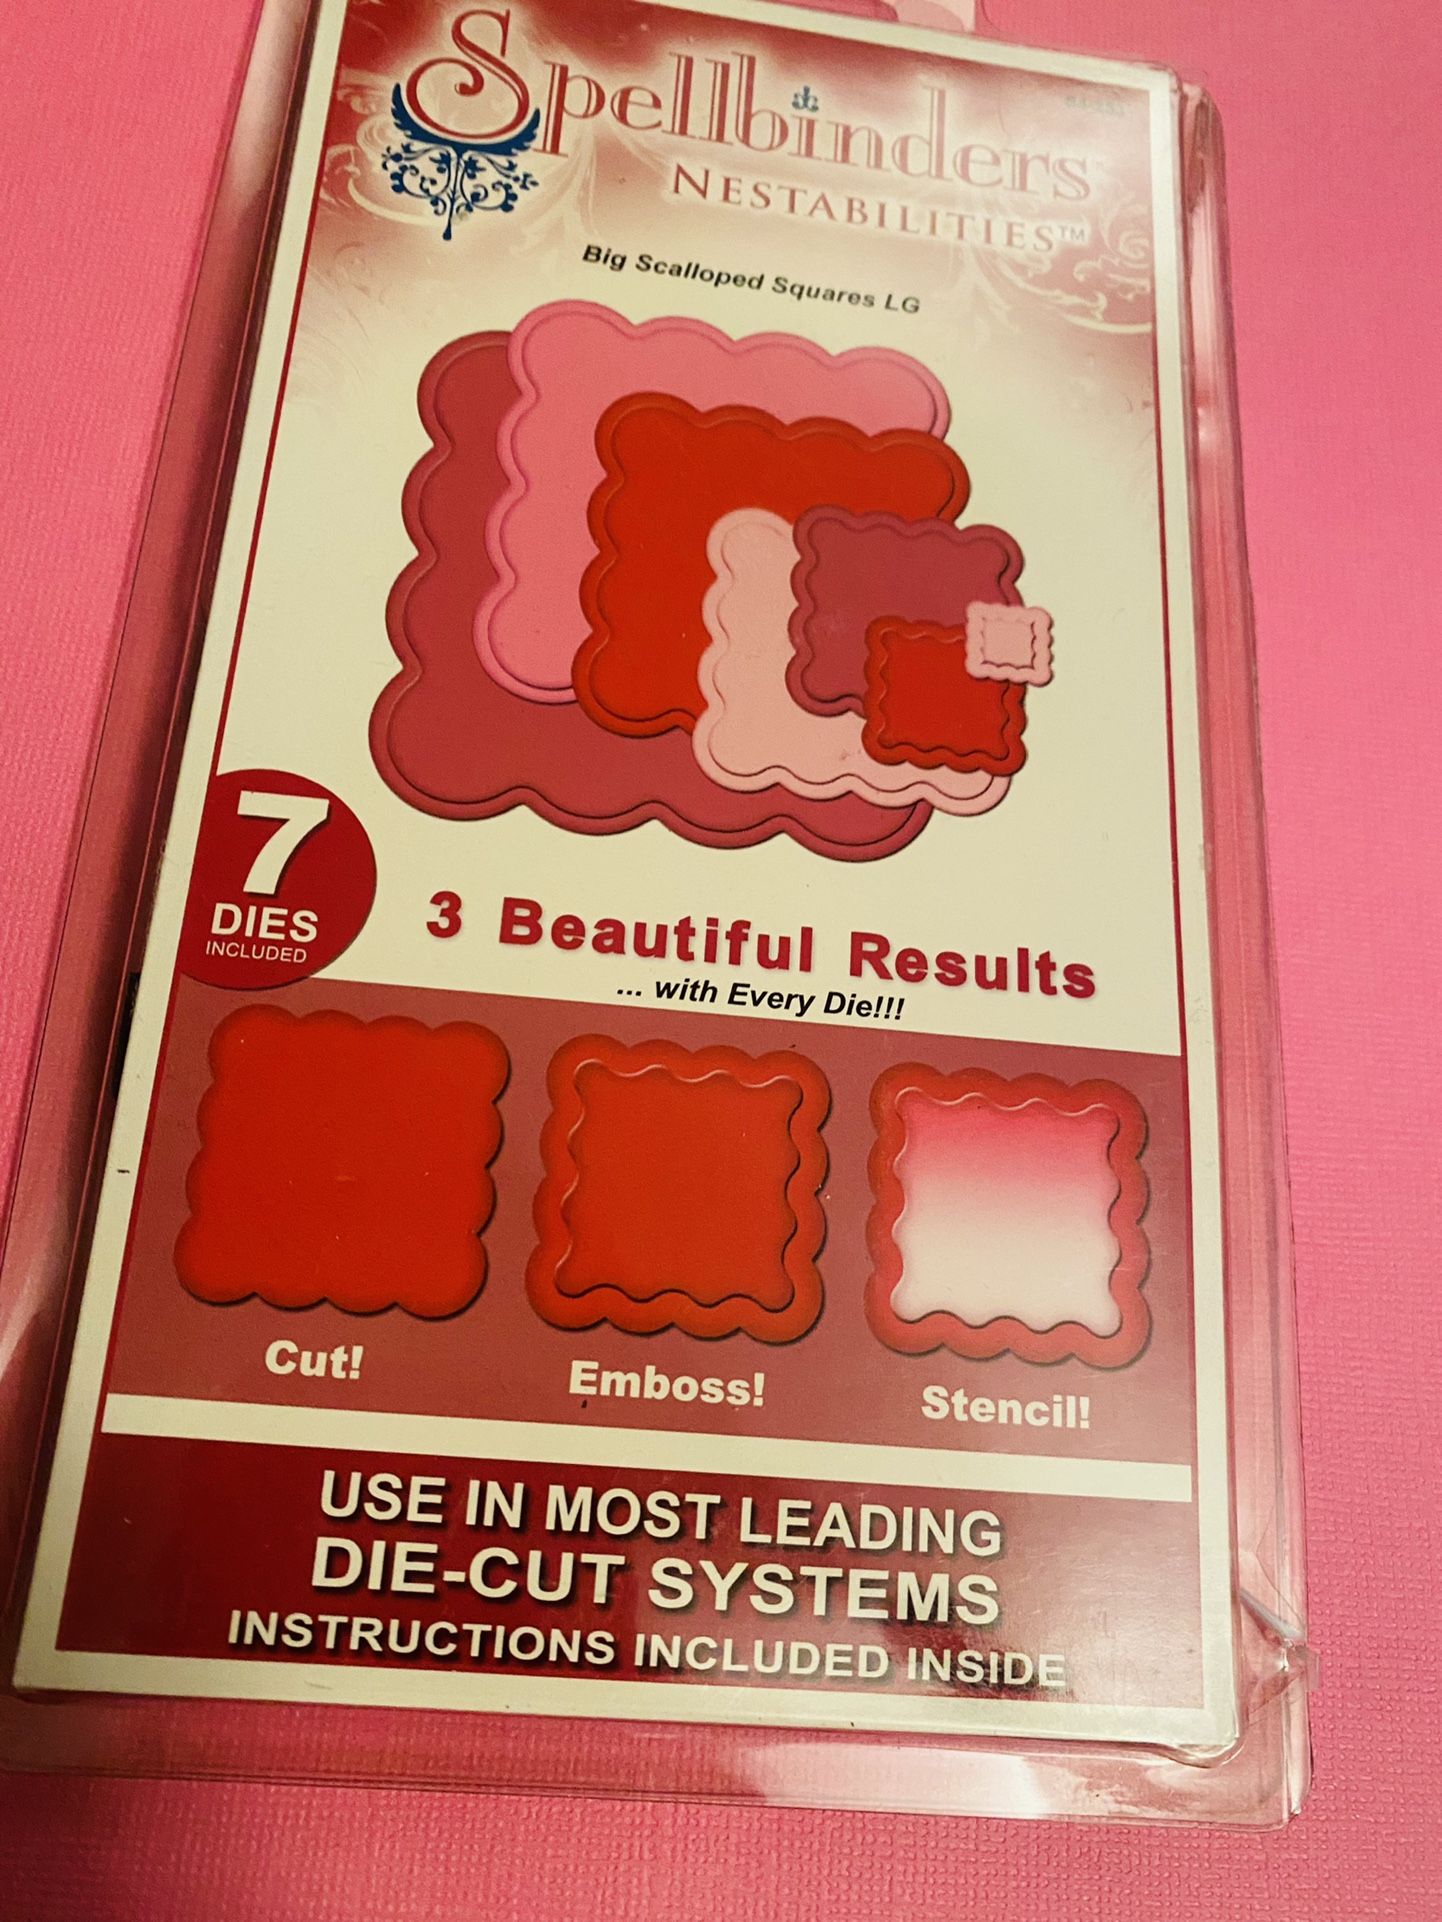 Spellbinders
NESTABILITIES™
Big Scalloped Squares LG
7
DIES
INCLUDED
3 Beautiful Results
... with Every Die!!!
Cut!
Emboss!
Stencil!
USE IN MOST LEADING
DIE-CUT SYSTEMS
INSTRUCTIONS INCLUDED INSIDE